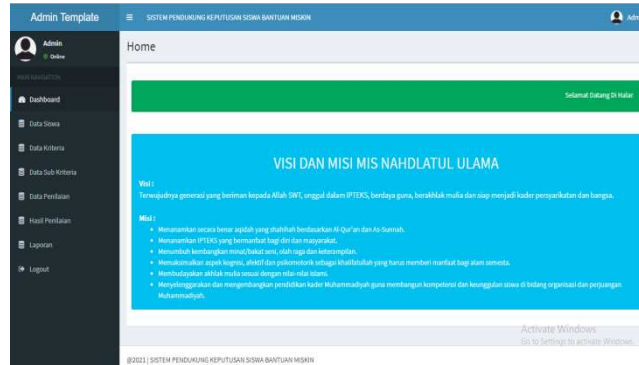 Admin Template
☰ SISTEM PENDUKUNG KEPUTUSAN SISWA BANTUAN MISKIN
Adm
Admin
Online
Home
MAIN NAVIGATION
Selamat Datang Di Halar
Dashboard
Data Siswa
Data Kriteria
Data Sub Kriteria
Data Penilaian
Hasil Penilaian
Laporan
Logout
VISI DAN MISI MIS NAHDLATUL ULAMA
Visi :
Terwujudnya generasi yang beriman kepada Allah SWT, unggul dalam IPTEKS, berdaya guna, berakhlak mulia dan siap menjadi kader persyarikatan dan bangsa.
Misi :
• Menanamkan secara benar aqidah yang shahihah berdasarkan Al-Qur'an dan As-Sunnah.
• Menanamkan IPTEKS yang bermanfaat bagi diri dan masyarakat.
• Menumbuh kembangkan minat/bakat seni, olah raga dan keterampilan.
• Memaksimalkan aspek kognisi, afektif dan psikomotorik sebagai khalifatullah yang harus memberi manfaat bagi alam semesta.
• Membudayakan akhlak mulia sesuai dengan nilai-nilai islami.
• Menyelenggarakan dan mengembangkan pendidikan kader Muhammadiyah guna membangun kompetensi dan keunggulan siswa di bidang organisasi dan perjuangan
Muhammadiyah.
Activate Windows
Go to Settings to activate Windows.
@2021 | SISTEM PENDUKUNG KEPUTUSAN SISWA BANTUAN MISKIN